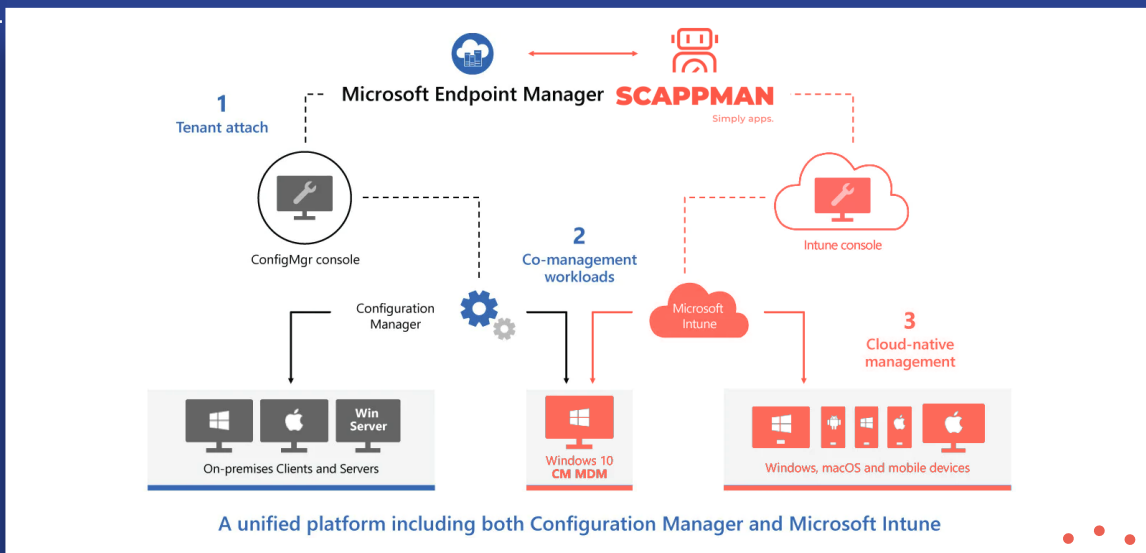 Microsoft Endpoint Manager
SCAPPMAN
Simply apps.
1
Tenant attach
ConfigMgr console
2
Co-management
workloads
Intune console
Configuration
Manager
Microsoft
Intune
3
Cloud-native
management
Win
Server
On-premises Clients and Servers
Windows 10
CM MDM
Windows, macOS and mobile devices
A unified platform including both Configuration Manager and Microsoft Intune